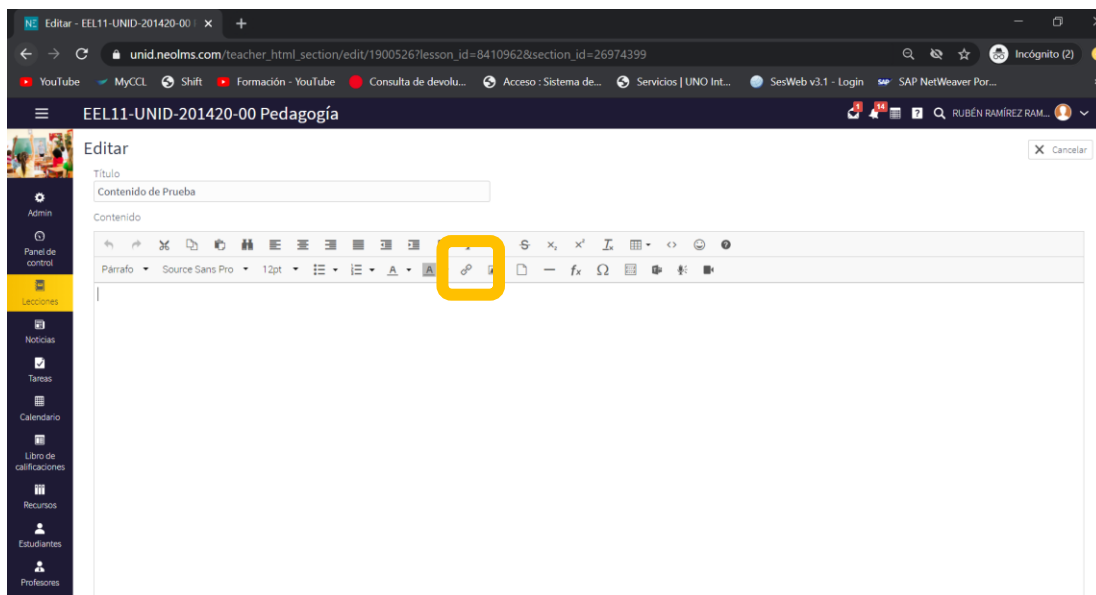 NE Editar - EEL11-UNID-201420-00
unid.neolms.com/teacher_html_section/edit/1900526?lesson_id=8410962&section_id=26974399
Incógnito (2)
YouTube MyCCL Shift Formación - YouTube Consulta de devolu... Acceso : Sistema de... Servicios | UNO Int... SesWeb v3.1 - Login SAP SAP NetWeaver Por...
EEL11-UNID-201420-00 Pedagogía
14
RUBÉN RAMÍREZ RAM...
Editar
Cancelar
Título
Contenido de Prueba
Contenido
Párrafo Source Sans Pro 12pt
Admin
Panel de
control
Lecciones
Noticias
Tareas
Calendario
Libro de
calificaciones
Recursos
Estudiantes
Profesores